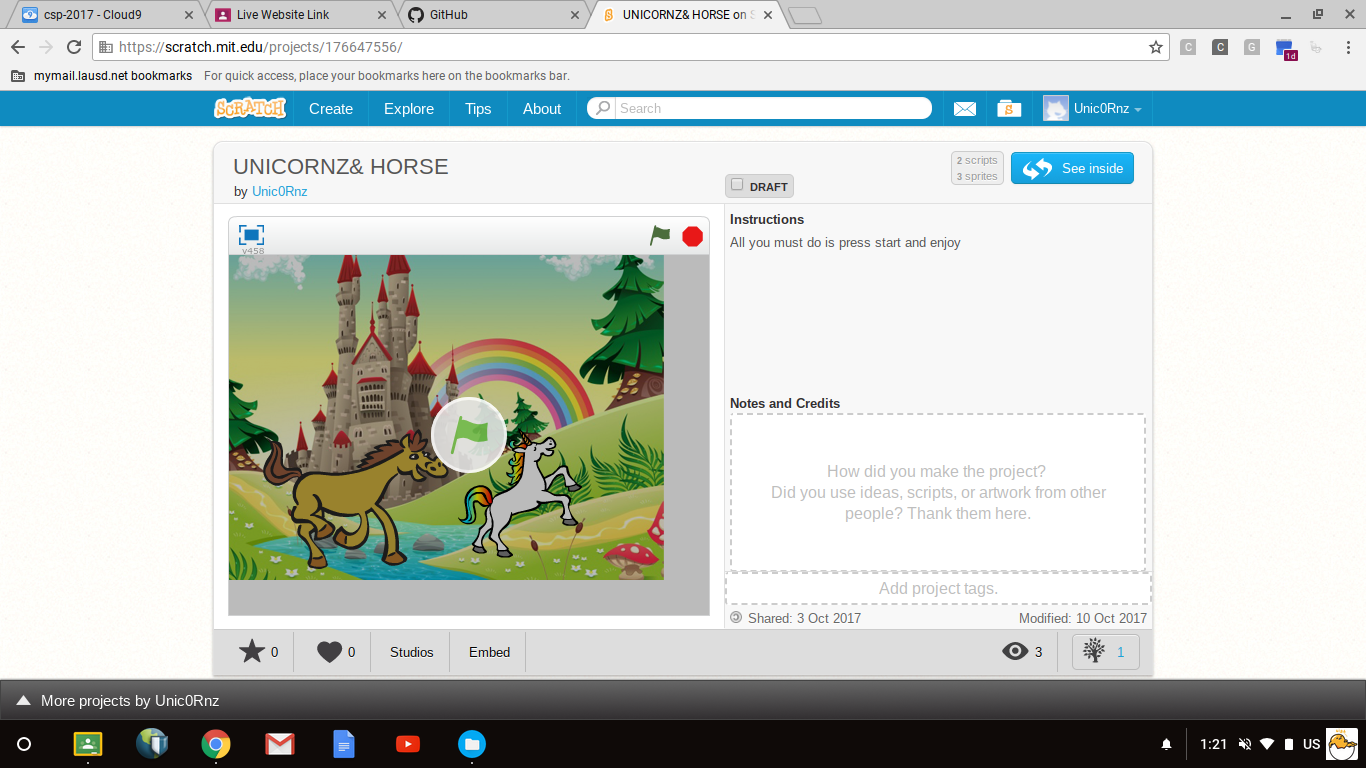 csp-2017 - Cloud9
Live Website Link
GitHub
UNICORNZ& HORSE on S
https://scratch.mit.edu/projects/176647556/
C
C
G
1d
mymail.lausd.net bookmarks
For quick access, place your bookmarks here on the bookmarks bar.
SCRATCH
Create
Explore
Tips
About
Search
S
Unic0Rnz
UNICORNZ& HORSE
by Unic0Rnz
DRAFT
2 scripts
3 sprites
See inside
v458
Instructions
All you must do is press start and enjoy
Notes and Credits
How did you make the project?
Did you use ideas, scripts, or artwork from other
people? Thank them here.
Add project tags.
Shared: 3 Oct 2017
Modified: 10 Oct 2017
0
0
Studios
Embed
3
1
More projects by Unic0Rnz
1:21
US